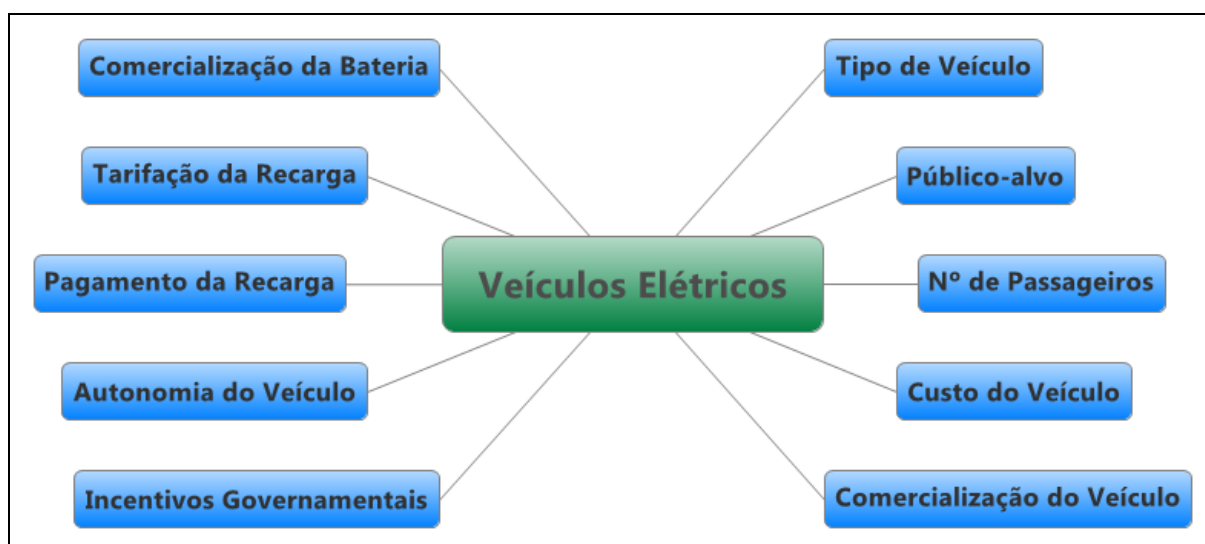 Comercialização da Bateria
Tipo de Veículo
Tarifação da Recarga
Público-alvo
Veículos Elétricos
Pagamento da Recarga
Nº de Passageiros
Autonomia do Veículo
Custo do Veículo
Incentivos Governamentais
Comercialização do Veículo